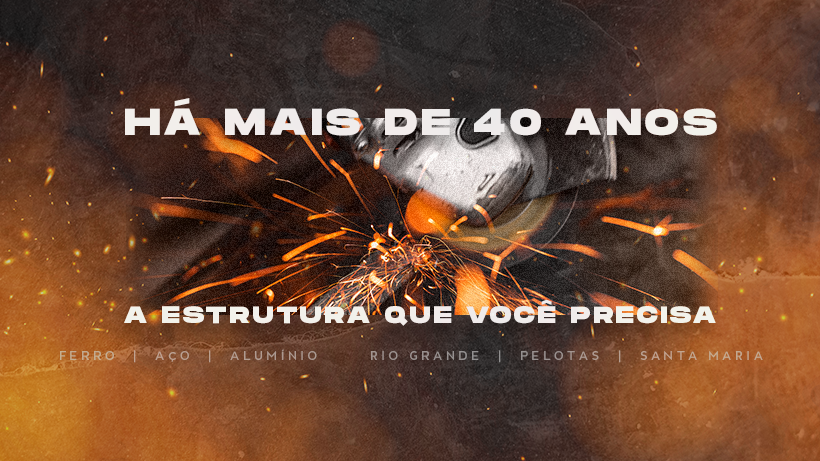 HÁ MAIS DE 40 ANOS
A ESTRUTURA QUE VOCÊ PRECISA
FERRO | AÇO | ALUMÍNIO RIO GRANDE | PELOTAS | SANTA MARIA